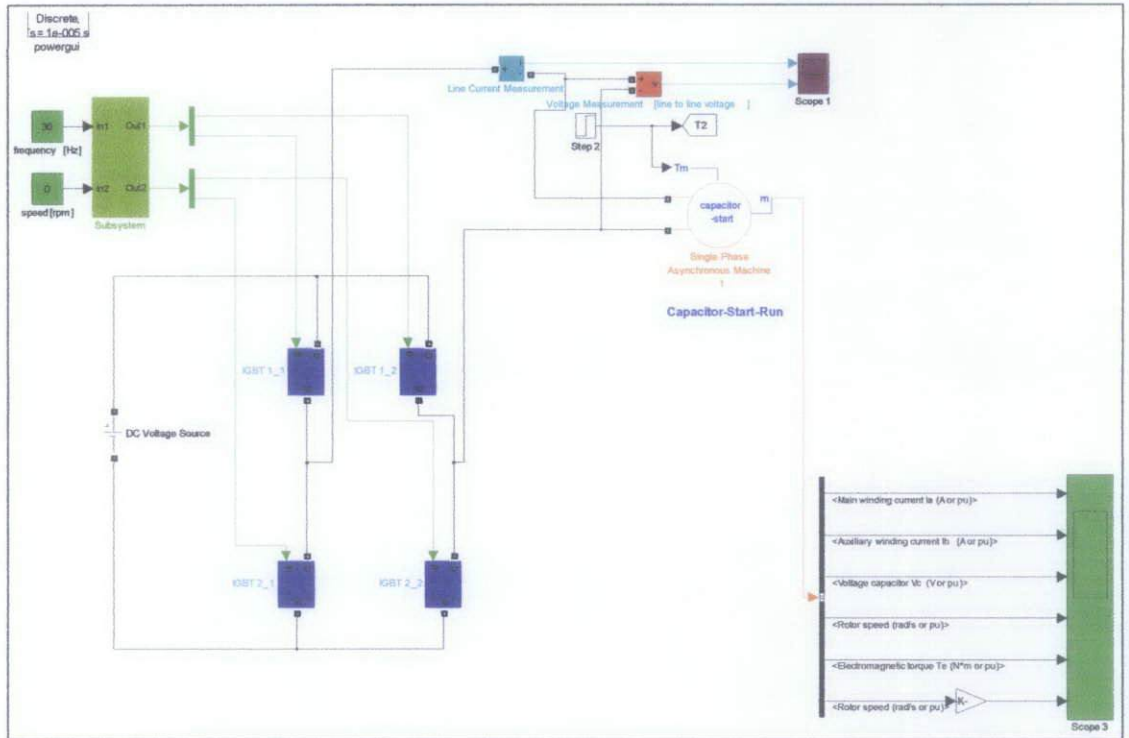 Discrete,
s = 1e-005 s
powergui
Line Current Measurement
Voltage Measurement [line to line voltage ]
Scope 1
30
In1
Out1
frequency [Hz]
0
In2
Out2
speed [rpm]
Subsystem
Step 2
T2
Tm
capacitor
-start
m
Single Phase
Asynchronous Machine
1
Capacitor-Start-Run
IGBT 1_1
IGBT 1_2
DC Voltage Source
IGBT 2_1
IGBT 2_2
<Main winding current Ia (A or pu)>
<Auxiliary winding current Ib (A or pu)>
<Voltage capacitor Vc (V or pu)>
<Rotor speed (rad/s or pu)>
<Electromagnetic torque Te (N*m or pu)>
<Rotor speed (rad/s or pu)>
K-
Scope 3